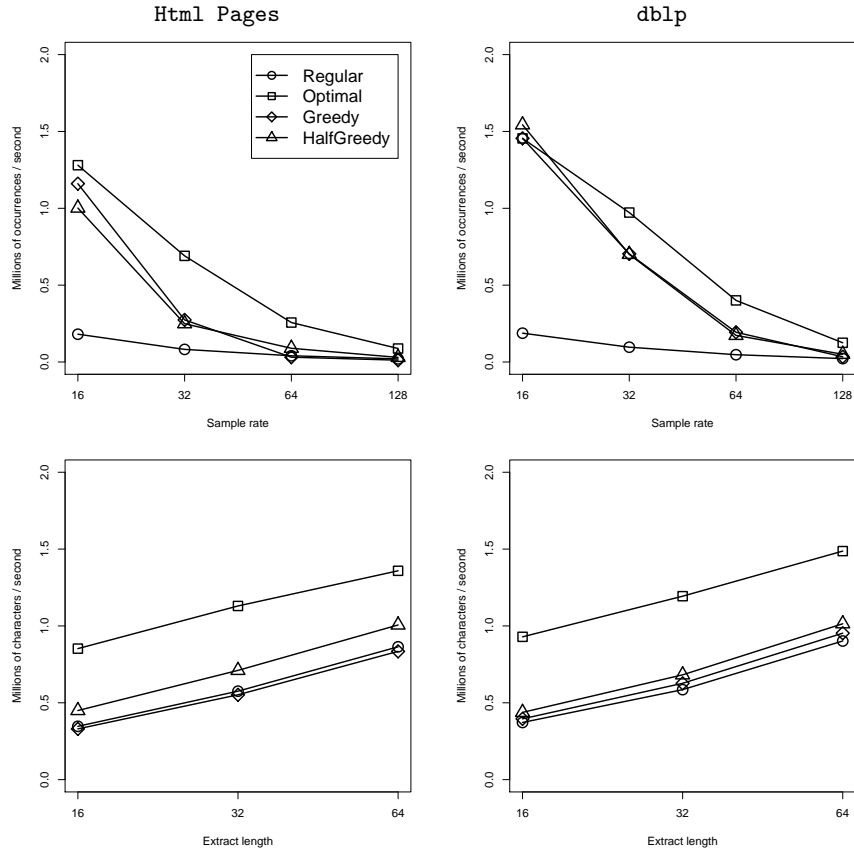 Html Pages
dblp
Millions of occurrences / second
0.0 0.5 1.0 1.5 2.0
Regular
Optimal
Greedy
HalfGreedy
16 32 64 128
Sample rate
Millions of occurrences / second
0.0 0.5 1.0 1.5 2.0
16 32 64 128
Sample rate
Millions of characters / second
0.0 0.5 1.0 1.5 2.0
16 32 64
Extract length
Millions of characters / second
0.0 0.5 1.0 1.5 2.0
16 32 64
Extract length